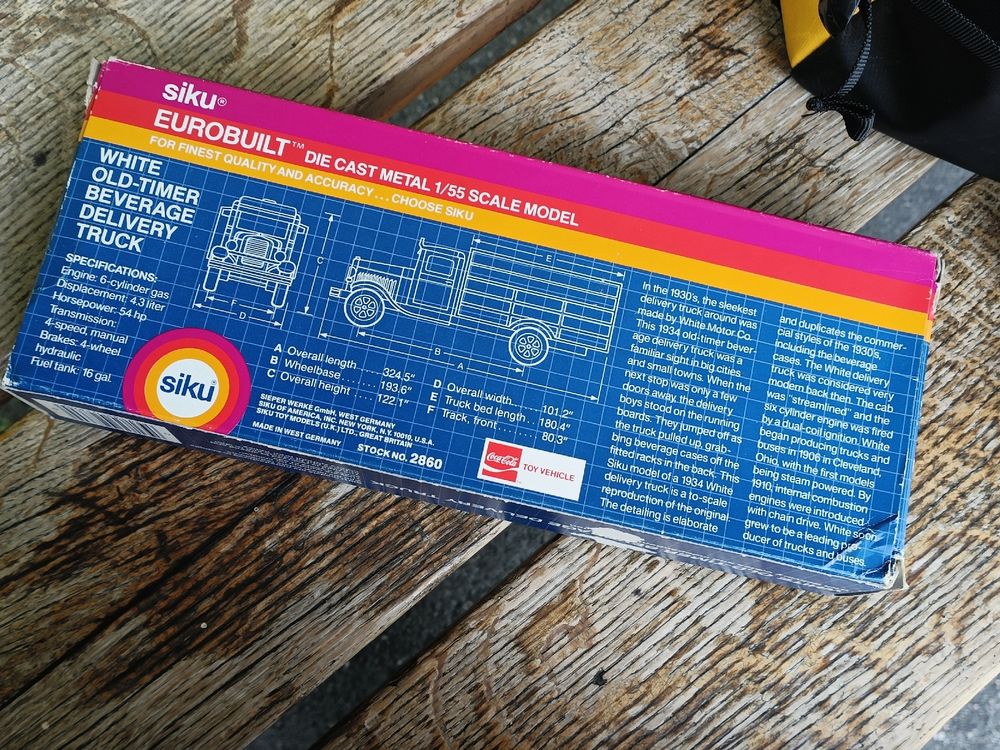 siku®
EUROBUILT™ DIE CAST METAL 1/55 SCALE MODEL
FOR FINEST QUALITY AND ACCURACY...CHOOSE SIKU
WHITE
OLD-TIMER
BEVERAGE
DELIVERY
TRUCK
SPECIFICATIONS:
Engine: 6-cylinder gas
Displacement: 4.3 liter
Horsepower: 54 hp
Transmission:
4-speed, manual
Brakes: 4-wheel
hydraulic
Fuel tank: 16 gal.
siku®
F
D
C
E
B
A
A Overall length..... 324.5"
B Wheelbase........ 193.6"
C Overall height..... 122.1"
D Overall width....... 101.2"
E Truck bed length... 180.4"
F Track, front......... 80.3"
SIEPER WERKE GmbH, WEST GERMANY
SIKU OF AMERICA, INC. NEW YORK, N.Y. 10010, U.S.A.
SIKU TOY MODELS (U.K.) LTD., GREAT BRITAIN
MADE IN WEST GERMANY
STOCK NO. 2860
Coca-Cola
TOY VEHICLE
In the 1930's, the sleekest
delivery truck around was
made by White Motor Co.
This 1934 old-timer bever-
age delivery truck was a
familiar sight in big cities
and small towns. When the
next stop was only a few
doors away, the delivery
boys stood on the running
boards. They jumped off as
the truck pulled up, grab-
bing beverage cases off the
fitted racks in the back. This
Siku model of a 1934 White
delivery truck is a to-scale
reproduction of the original.
The detailing is elaborate
and duplicates the commer-
cial styles of the 1930's,
including the beverage
cases. The White delivery
truck was considered very
modern back then. The cab
was "streamlined" and the
six cylinder engine was fired
by a dual-coil ignition. White
began producing trucks and
buses in 1906 in Cleveland,
Ohio, with the first models
being steam powered. By
1910, internal combustion
engines were introduced
with chain drive. White soon
grew to be a leading pro-
ducer of trucks and buses.